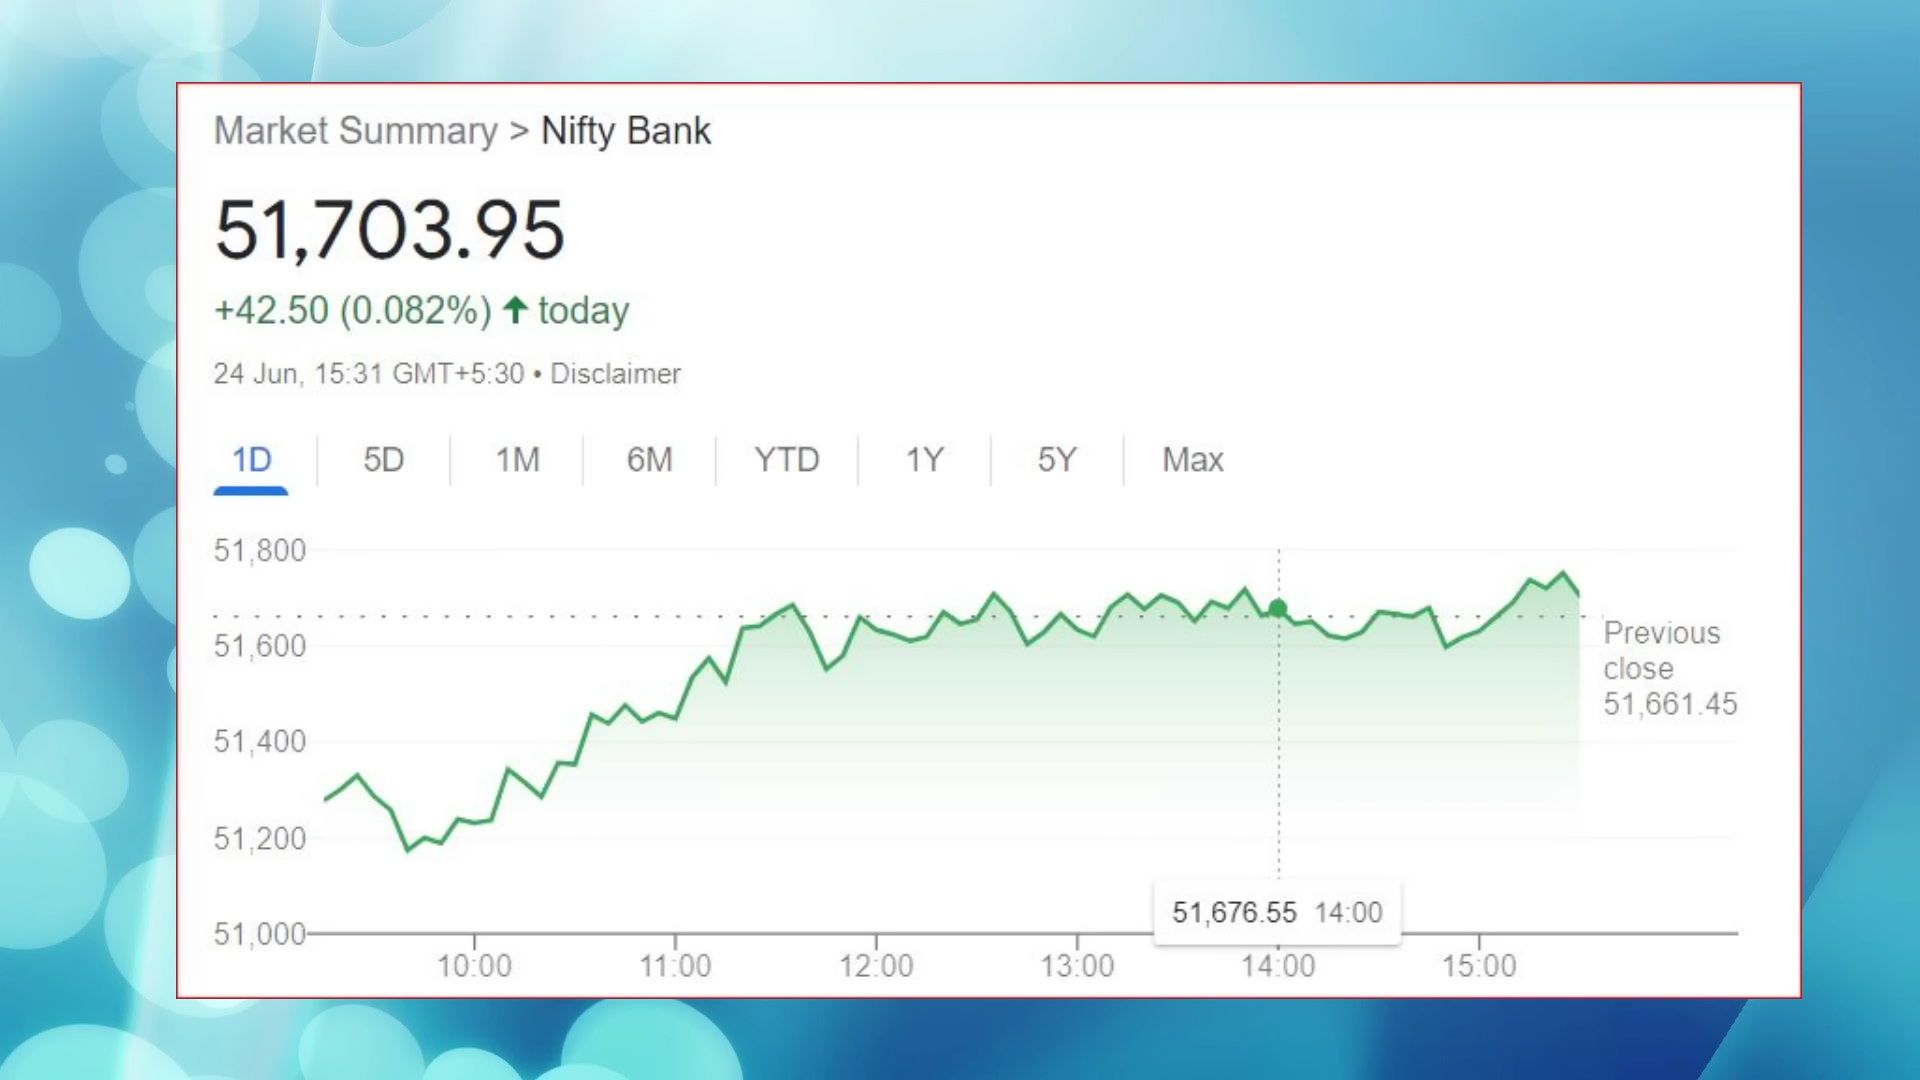 Market Summary > Nifty Bank
51,703.95
+42.50 (0.082%) ↑ today
24 Jun, 15:31 GMT+5:30 • Disclaimer
1D 5D 1M 6M YTD 1Y 5Y Max
51,800
51,600
51,400
51,200
51,000
Previous
close
51,661.45
51,676.55 14:00
10:00 11:00 12:00 13:00 14:00 15:00